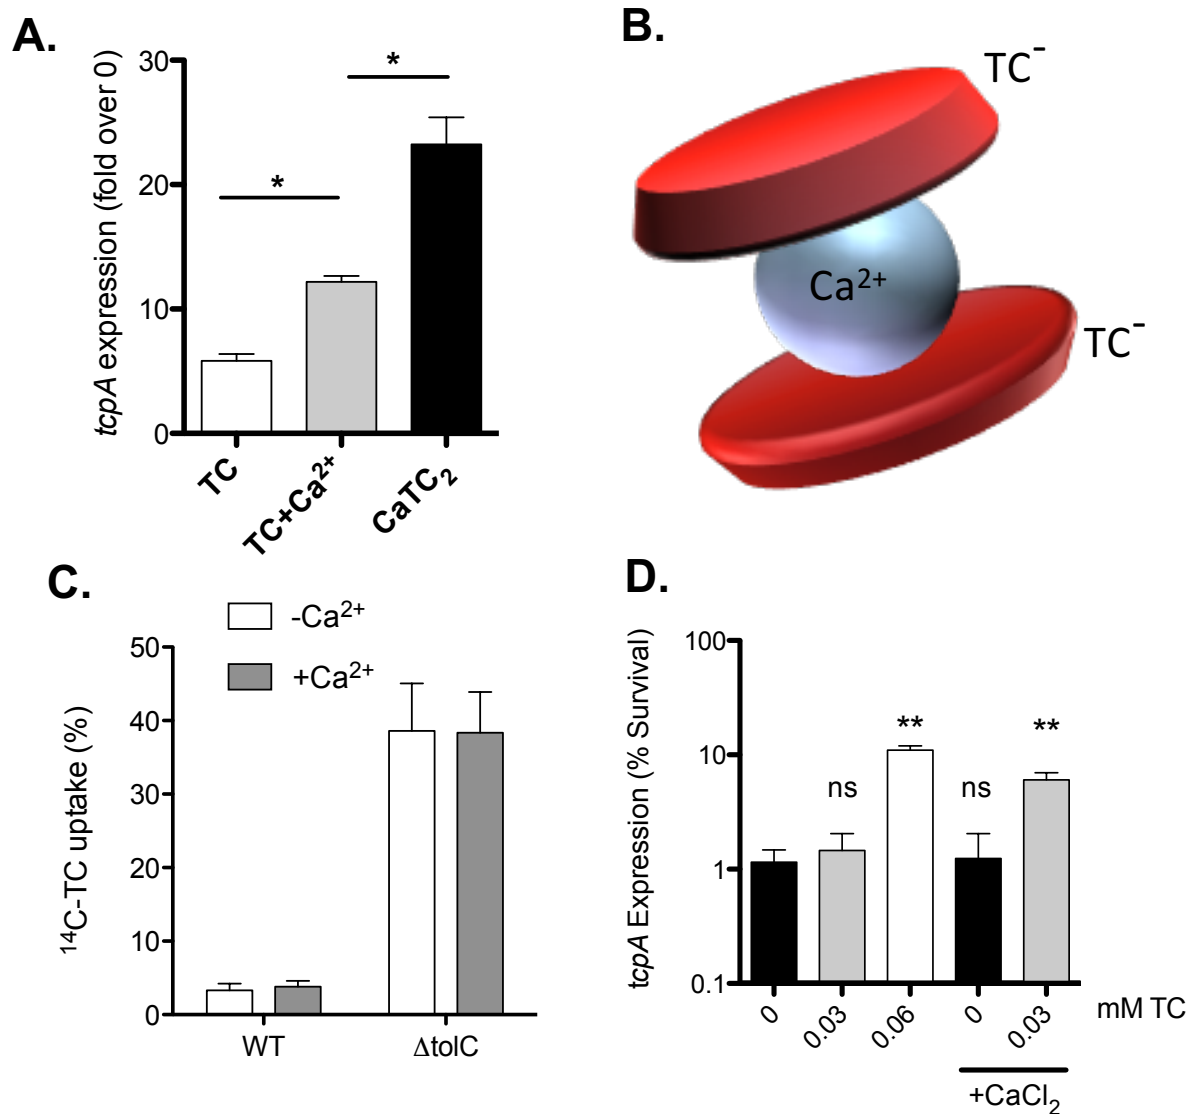 A.
tcpA expression (fold over 0)
30
20
10
0
*
*
TC
TC+Ca²⁺
CaTC₂
B.
TC⁻
Ca²⁺
TC⁻
C.
-Ca²⁺
+Ca²⁺
¹⁴C-TC uptake (%)
50
40
30
20
10
0
WT
ΔtolC
D.
tcpA Expression (% Survival)
100
10
1
0.1
ns
**
ns
**
0
0.03
0.06
0
0.03
mM TC
+CaCl₂